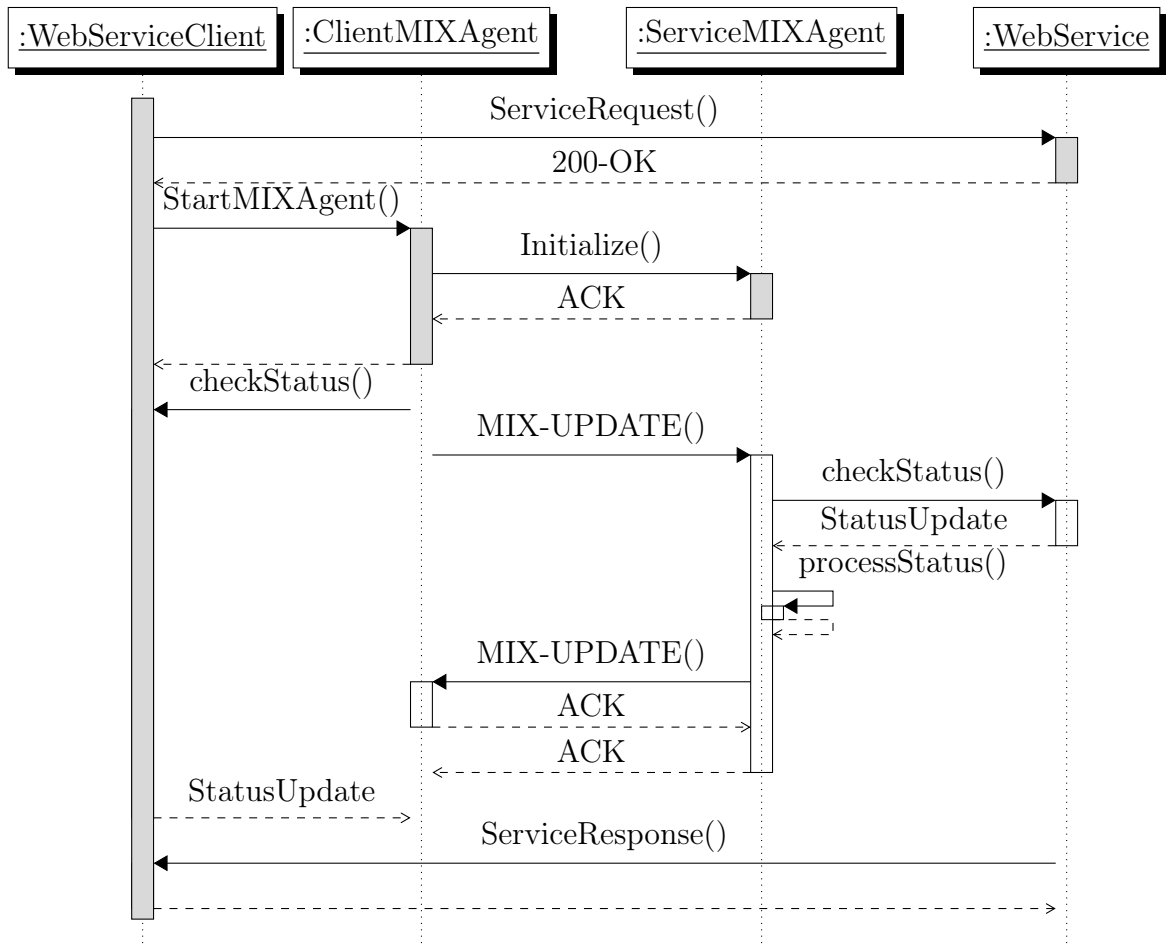 :WebServiceClient
:ClientMIXAgent
:ServiceMIXAgent
:WebService
ServiceRequest()
200-OK
StartMIXAgent()
Initialize()
ACK
checkStatus()
MIX-UPDATE()
checkStatus()
StatusUpdate
processStatus()
MIX-UPDATE()
ACK
ACK
StatusUpdate
ServiceResponse()